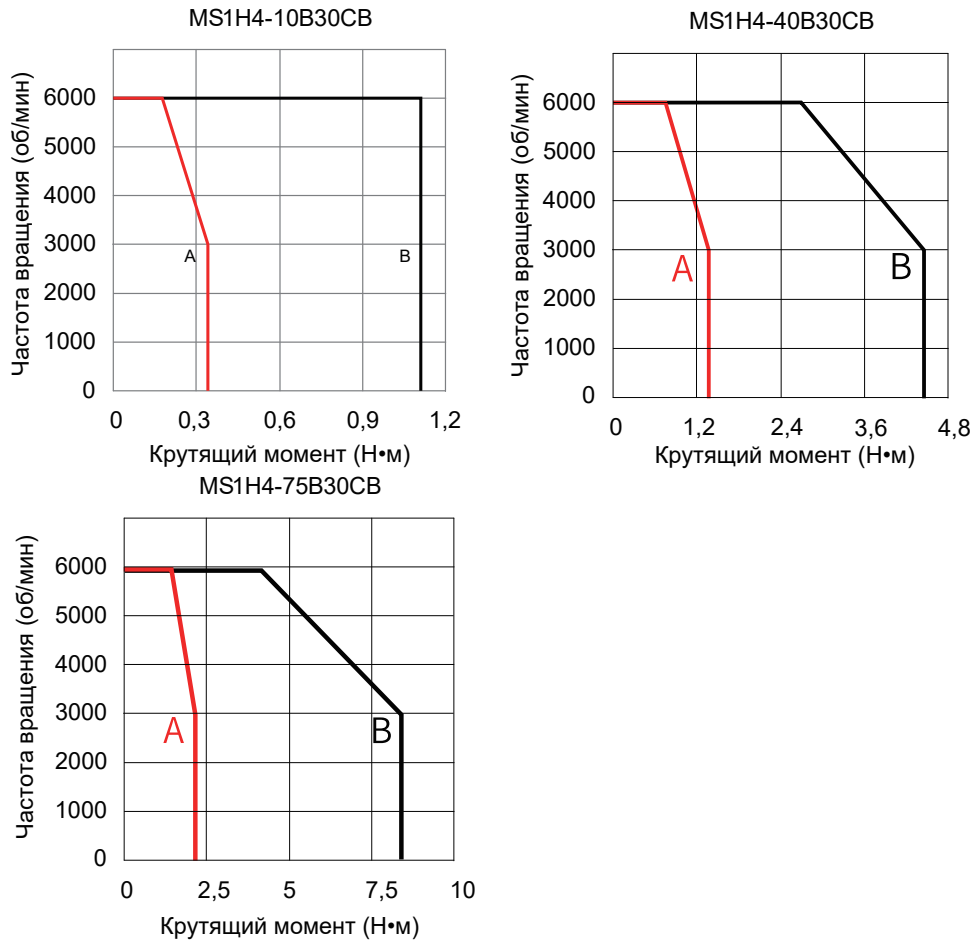 MS1H4-10B30CB
Частота вращения (об/мин)
6000
5000
4000
3000
2000
1000
0
A
B
0 0,3 0,6 0,9 1,2
Крутящий момент (Н•м)
MS1H4-40B30CB
Частота вращения (об/мин)
6000
5000
4000
3000
2000
1000
0
A
B
0 1,2 2,4 3,6 4,8
Крутящий момент (Н•м)
MS1H4-75B30CB
Частота вращения (об/мин)
6000
5000
4000
3000
2000
1000
0
A
B
0 2,5 5 7,5 10
Крутящий момент (Н•м)